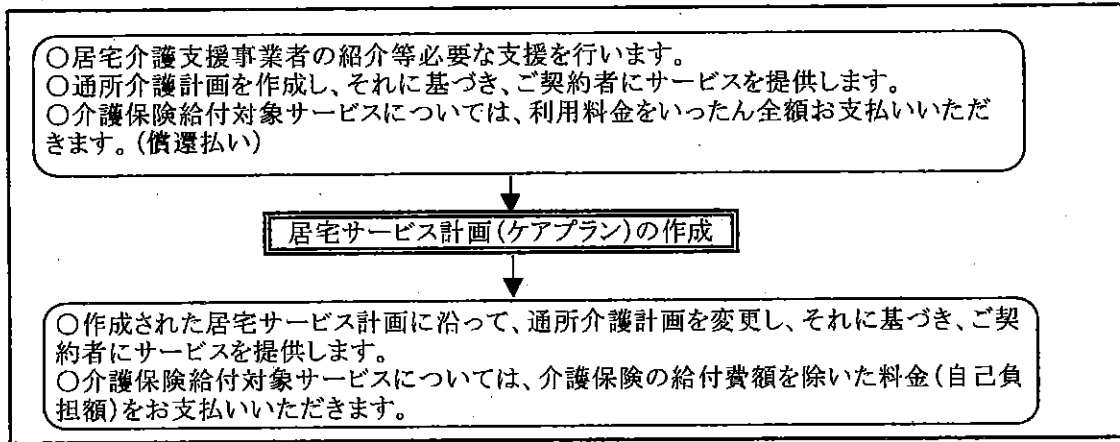 ○居宅介護支援事業者の紹介等必要な支援を行います。
○通所介護計画を作成し、それに基づき、ご契約者にサービスを提供します。
○介護保険給付対象サービスについては、利用料金をいったん全額お支払いいただ
きます。(償還払い)
居宅サービス計画(ケアプラン)の作成
○作成された居宅サービス計画に沿って、通所介護計画を変更し、それに基づき、ご契
約者にサービスを提供します。
○介護保険給付対象サービスについては、介護保険の給付費額を除いた料金(自己負
担額)をお支払いいただきます。